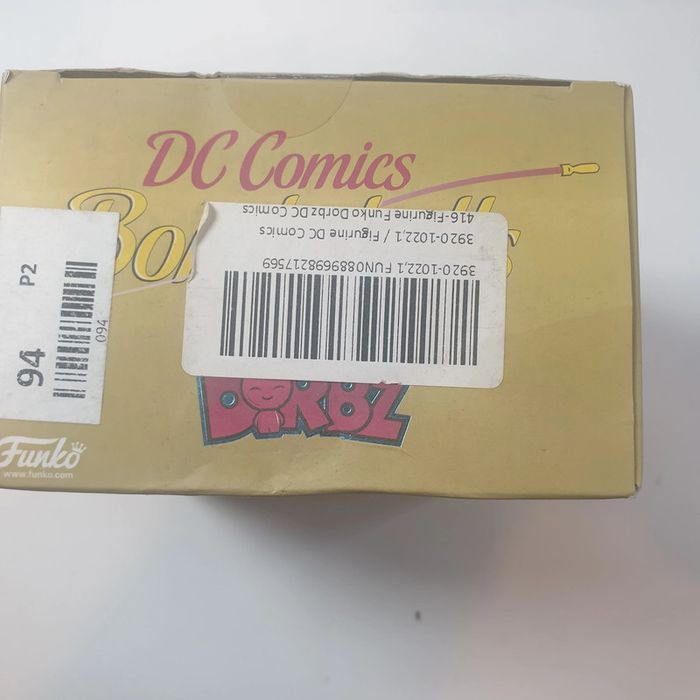 DC Comics
416-Figurine Funko Dorbz DC Comics
3920-1022,1 / Figurine DC Comics
3920-1022,1 FUN0889698217569
P2
94
094
DORBZ
Funko
www.funko.com